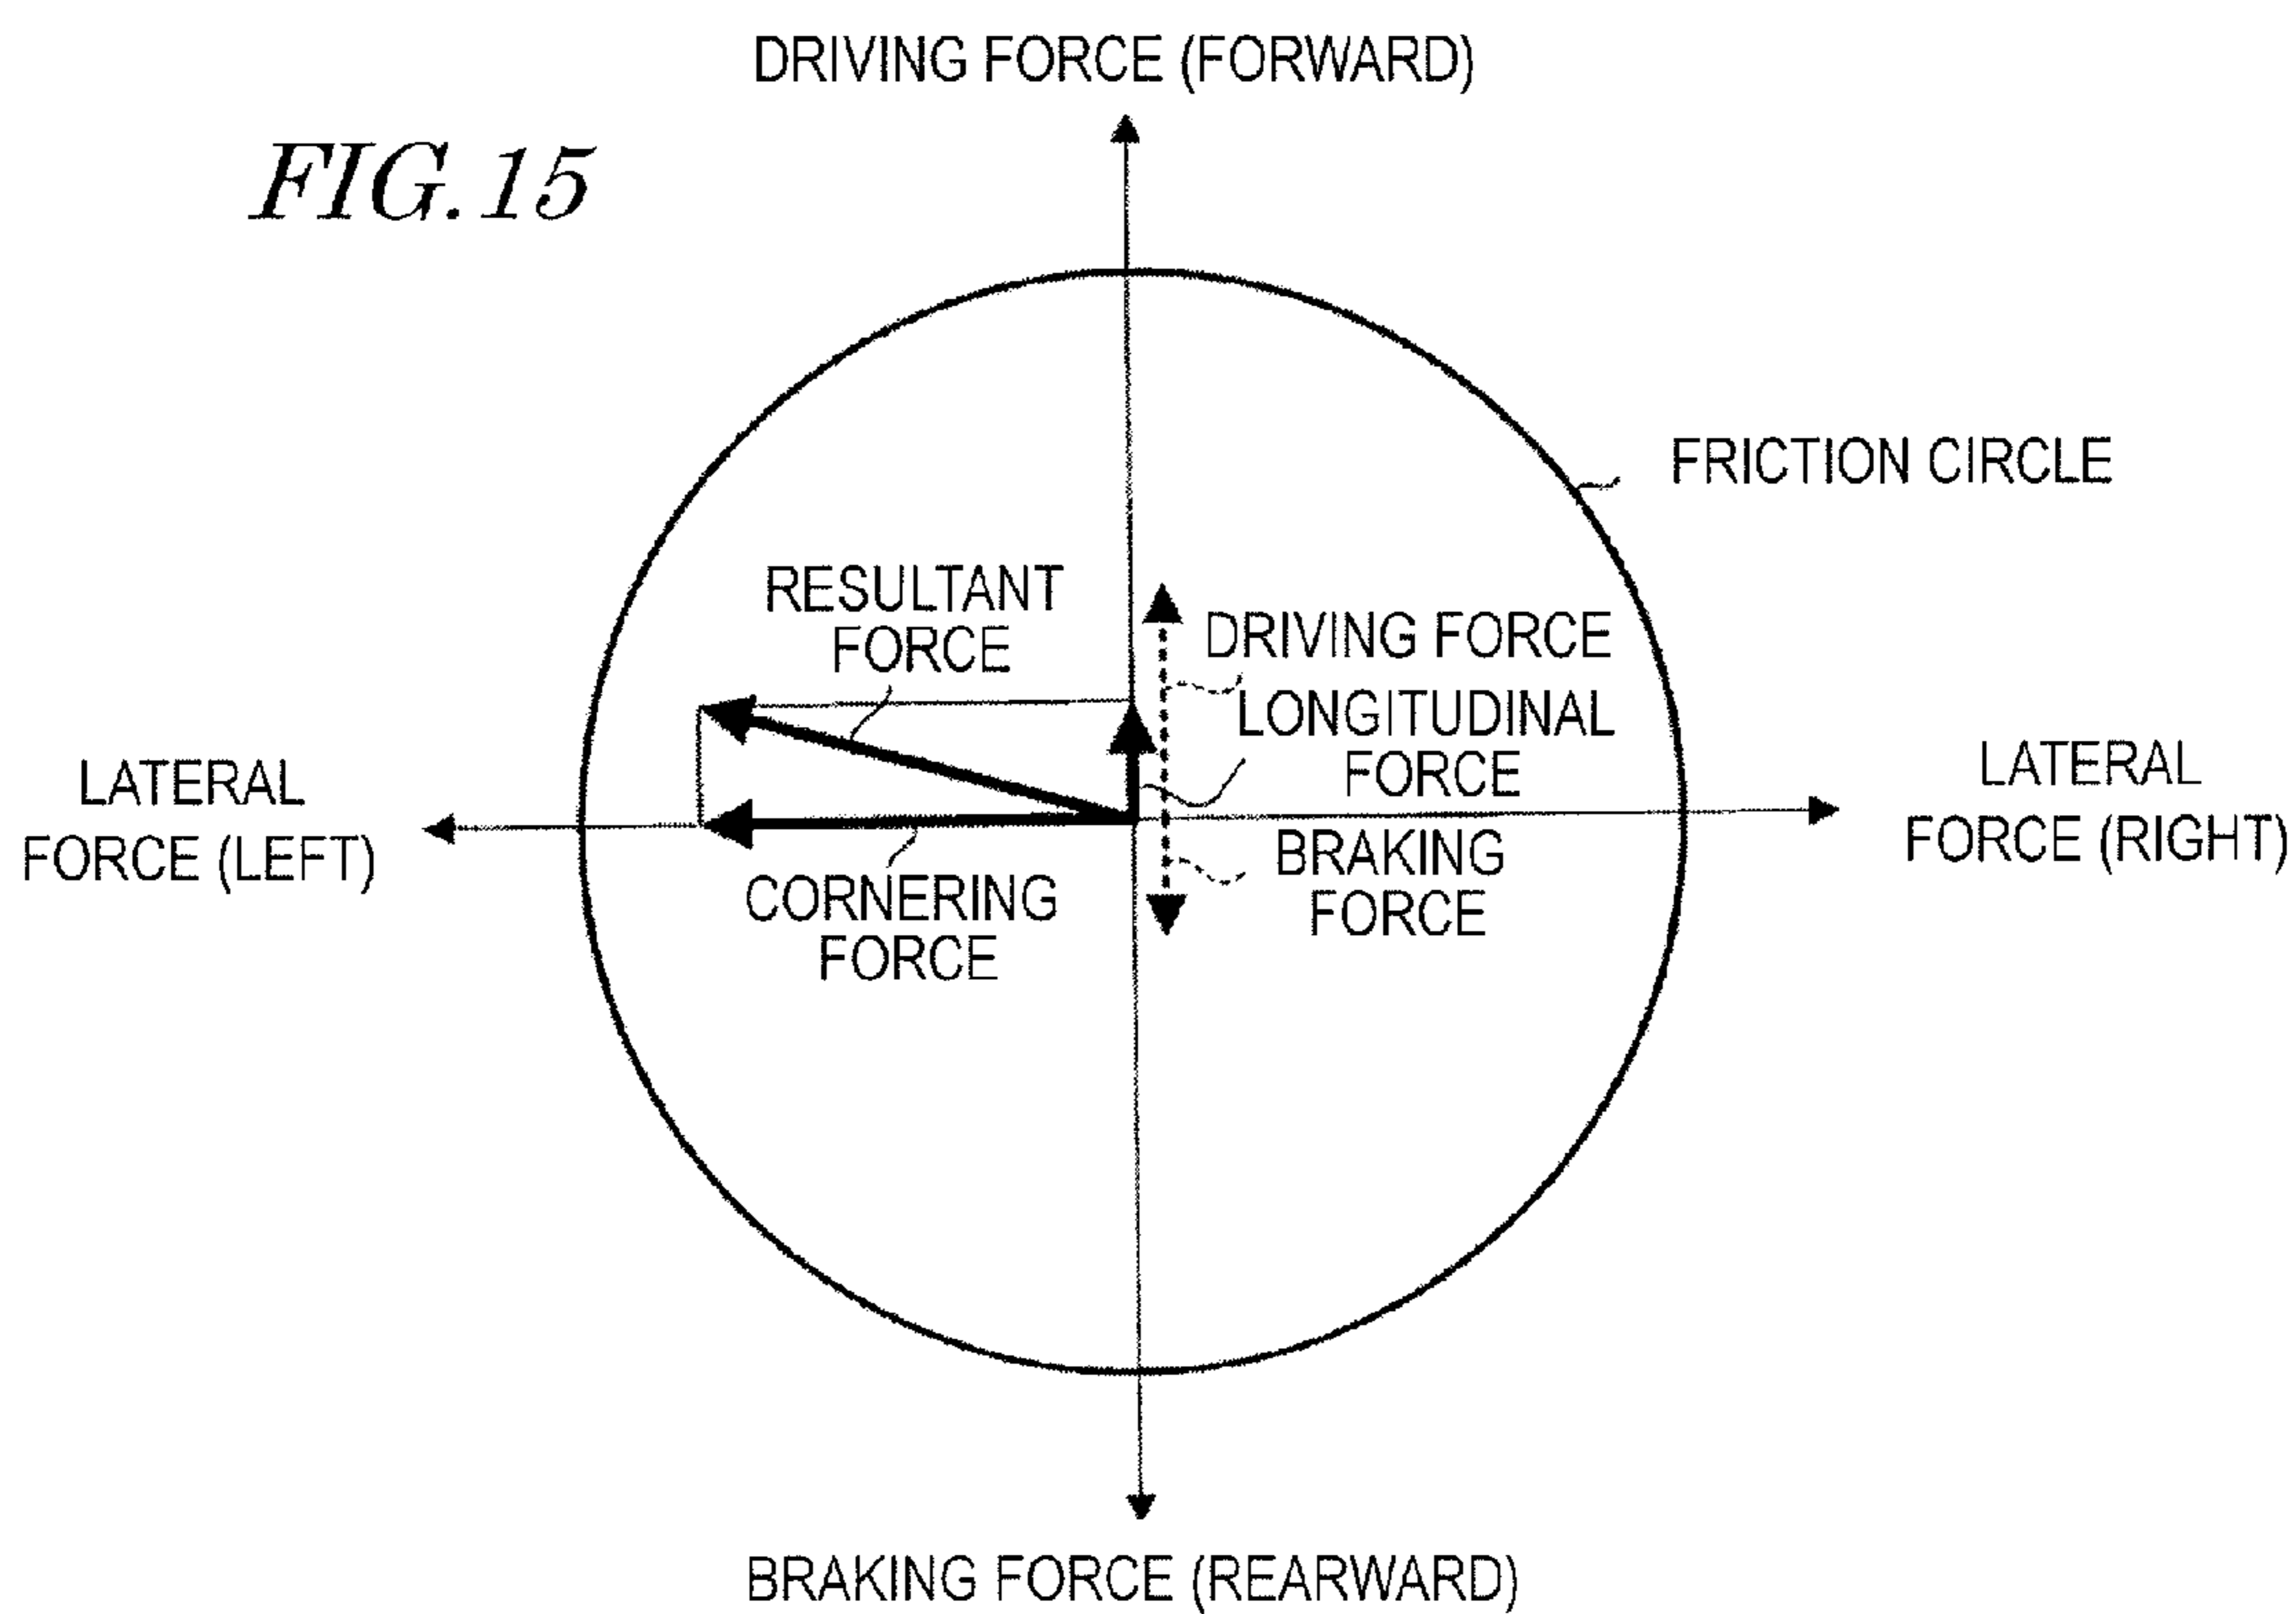 DRIVING FORCE (FORWARD)
FIG.15
FRICTION CIRCLE
RESULTANT
FORCE
DRIVING FORCE
LONGITUDINAL
FORCE
LATERAL
FORCE (LEFT)
LATERAL
FORCE (RIGHT)
BRAKING
FORCE
CORNERING
FORCE
BRAKING FORCE (REARWARD)